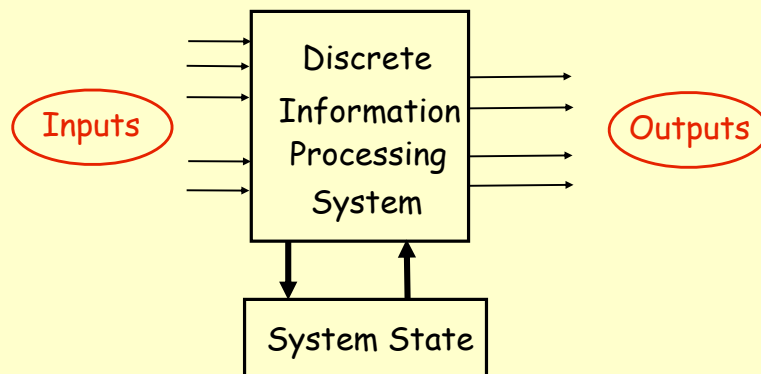 Inputs
Discrete
Information
Processing
System
Outputs
System State